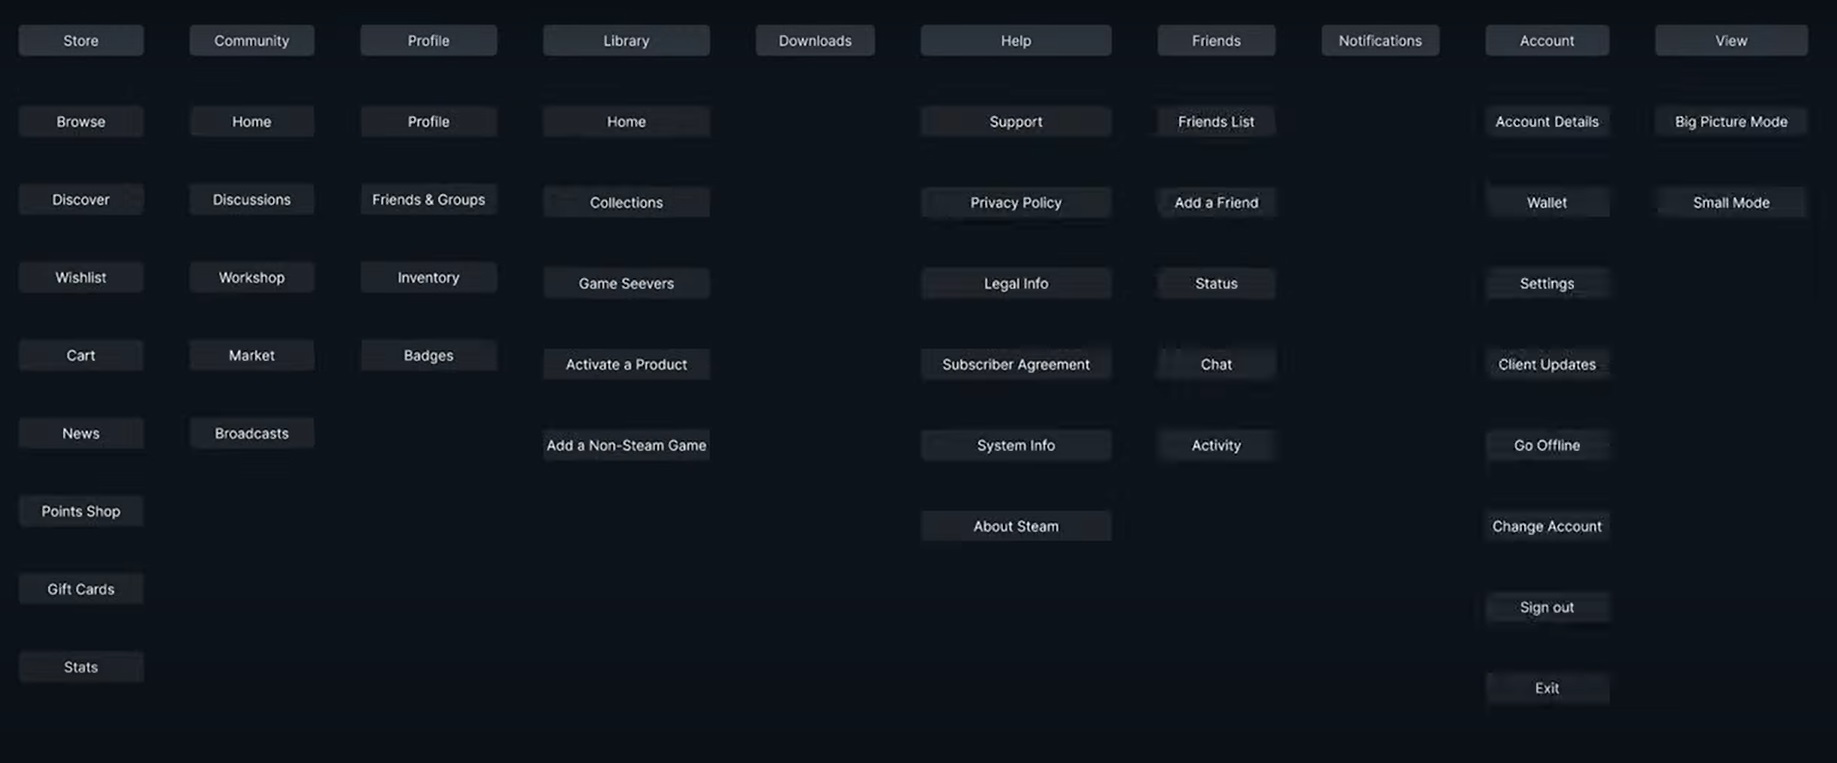 Store
Community
Profile
Library
Downloads
Help
Friends
Notifications
Account
View
Browse
Home
Profile
Home
Support
Friends List
Account Details
Big Picture Mode
Discover
Discussions
Friends & Groups
Collections
Privacy Policy
Add a Friend
Wallet
Small Mode
Wishlist
Workshop
Inventory
Game Seevers
Legal Info
Status
Settings
Cart
Market
Badges
Activate a Product
Subscriber Agreement
Chat
Client Updates
News
Broadcasts
Add a Non-Steam Game
System Info
Activity
Go Offline
Points Shop
About Steam
Change Account
Gift Cards
Sign out
Stats
Exit